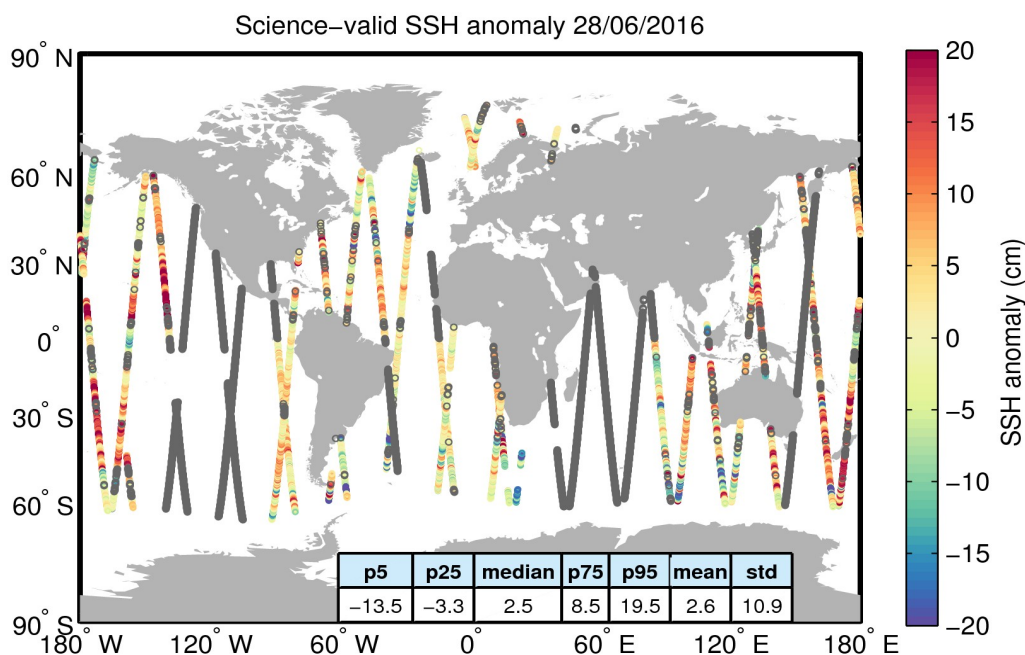 Science−valid SSH anomaly 28/06/2016
90° N
60° N
30° N
0°
30° S
60° S
90° S
180° W
120° W
60° W
0°
60° E
120° E
180° E
p5 p25 median p75 p95 mean std
−13.5 −3.3 2.5 8.5 19.5 2.6 10.9
20
15
10
5
0
−5
−10
−15
−20
SSH anomaly (cm)